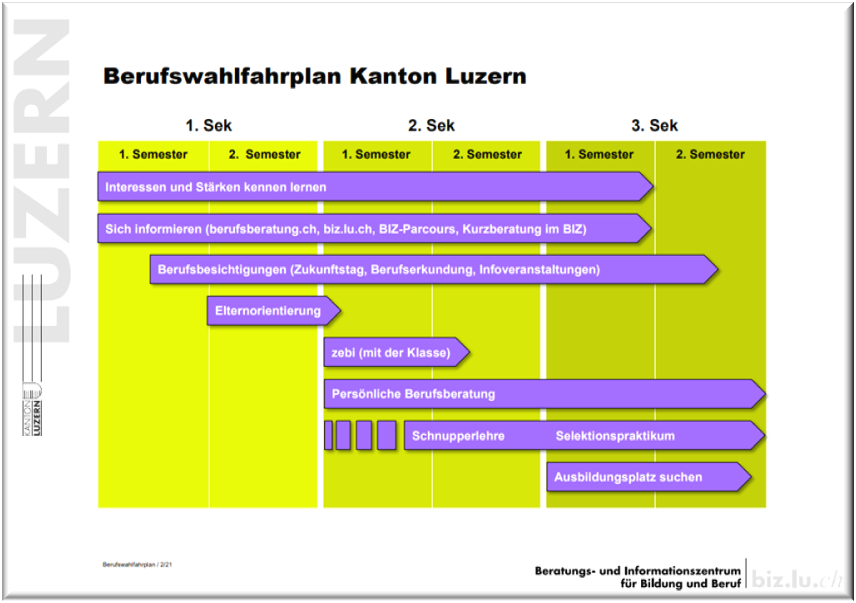 LUZERN
Berufswahlfahrplan Kanton Luzern
1. Sek 2. Sek 3. Sek
1. Semester 2. Semester 1. Semester 2. Semester 1. Semester 2. Semester
Interessen und Stärken kennen lernen
Sich informieren (berufsberatung.ch, biz.lu.ch, BIZ-Parcours, Kurzberatung im BIZ)
Berufsbesichtigungen (Zukunftstag, Berufserkundung, Infoveranstaltungen)
Elternorientierung
zebi (mit der Klasse)
Persönliche Berufsberatung
Schnupperlehre Selektionspraktikum
Ausbildungsplatz suchen
KANTON
LUZERN
Berufswahlfahrplan / 2/21
Beratungs- und Informationszentrum
für Bildung und Beruf
biz.lu.ch